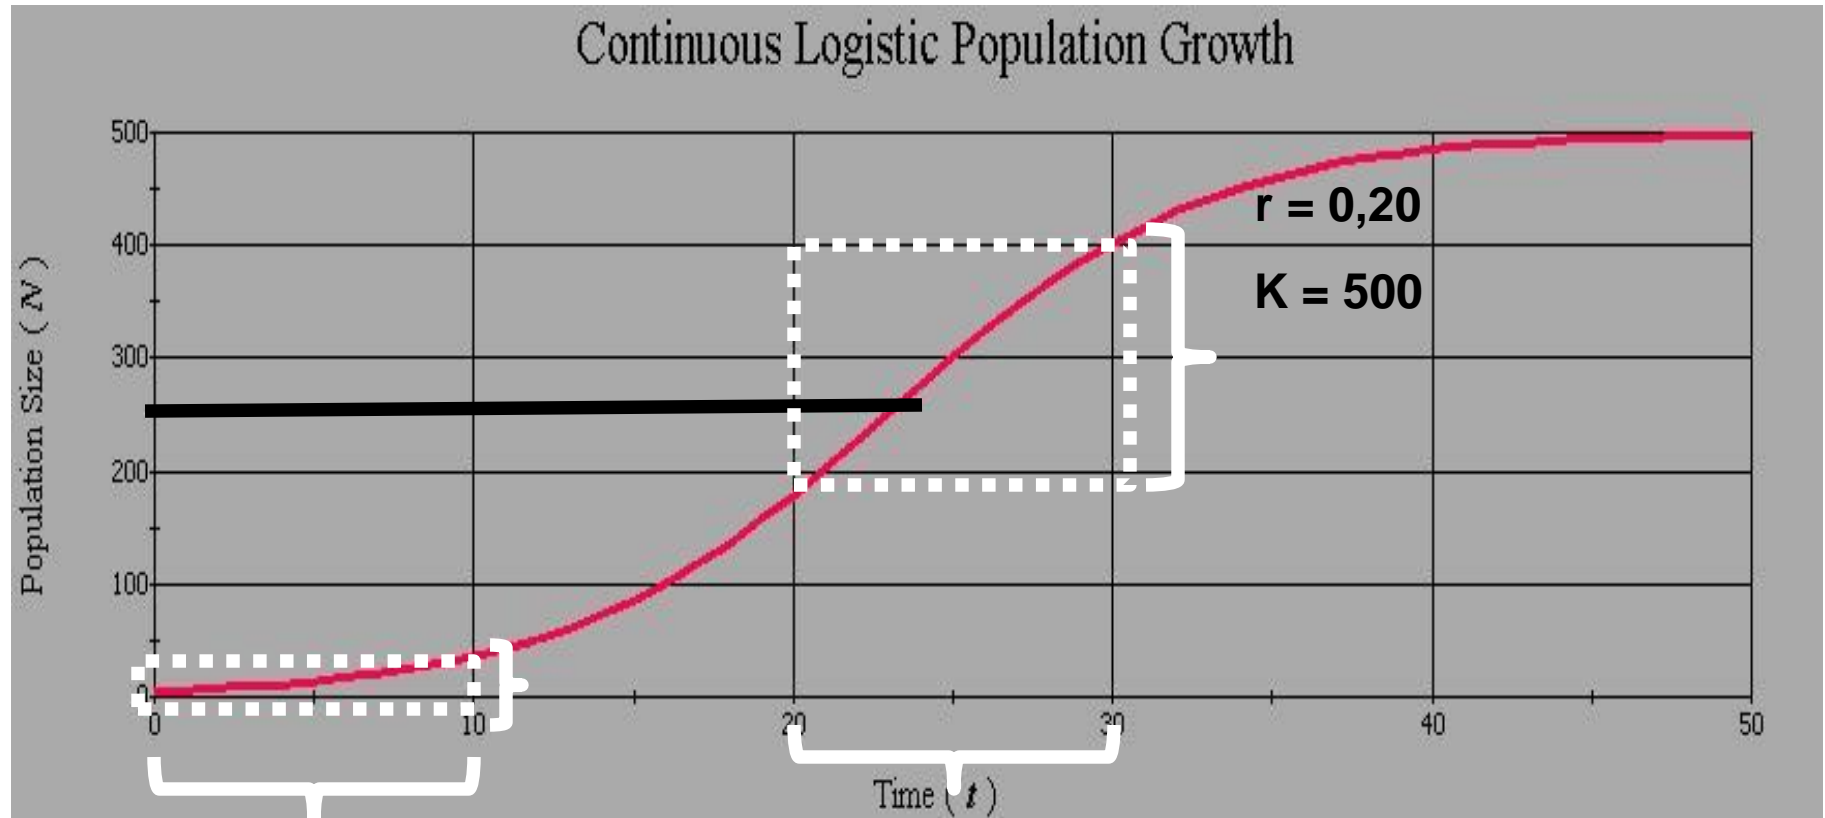 Continuous Logistic Population Growth
500
400
300
200
100
0
r = 0,20
K = 500
Population Size ( N )
0 10 20 30 40 50
Time ( t )